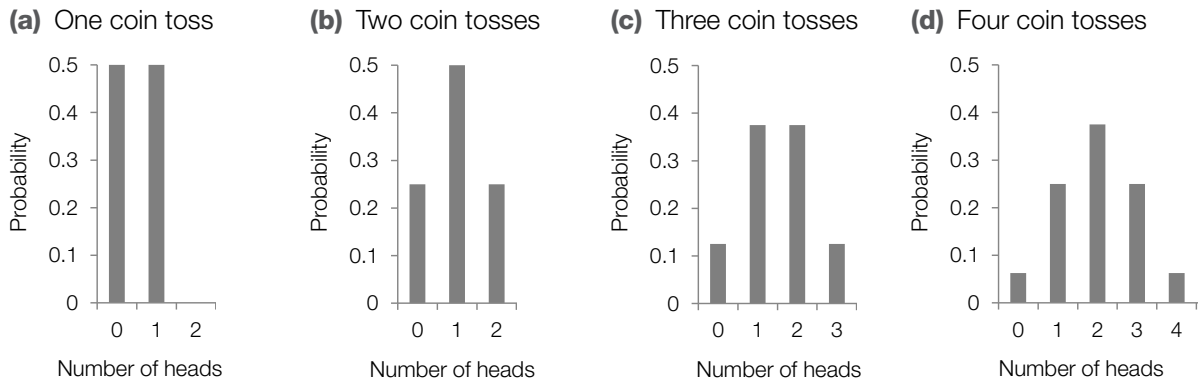 (a) One coin toss
0.5
0.4
0.3
0.2
0.1
0
Probability
0 1 2
Number of heads
(b) Two coin tosses
0.5
0.4
0.3
0.2
0.1
0
Probability
0 1 2
Number of heads
(c) Three coin tosses
0.5
0.4
0.3
0.2
0.1
0
Probability
0 1 2 3
Number of heads
(d) Four coin tosses
0.5
0.4
0.3
0.2
0.1
0
Probability
0 1 2 3 4
Number of heads